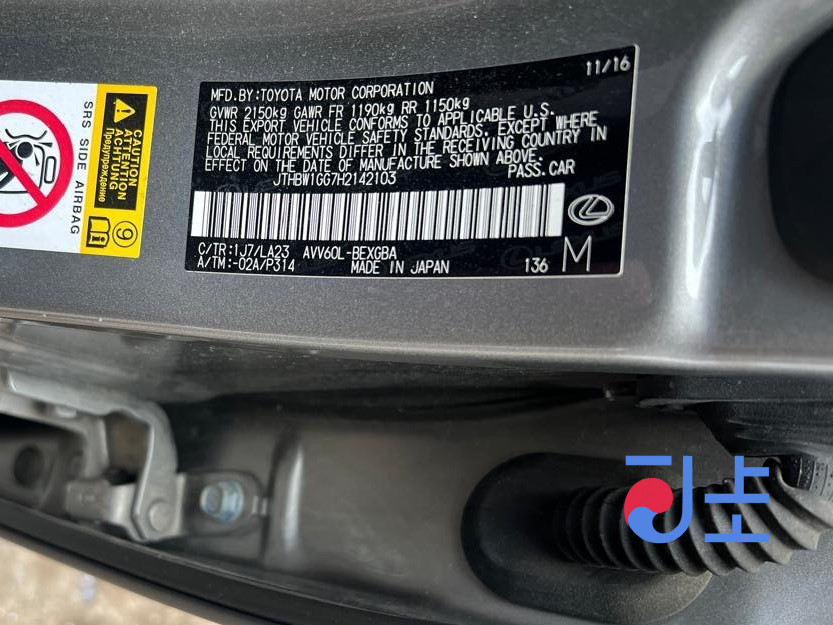 11/16
MFD. BY:TOYOTA MOTOR CORPORATION
GVWR 2150kg GAWR FR 1190kg RR 1150kg
THIS EXPORT VEHICLE CONFORMS TO APPLICABLE U.S.
FEDERAL MOTOR VEHICLE SAFETY STANDARDS, EXCEPT WHERE
LOCAL REQUIREMENTS DIFFER IN THE RECEIVING COUNTRY IN
EFFECT ON THE DATE OF MANUFACTURE SHOWN ABOVE.
PASS.CAR
JTHBW1GG7H2142103
C/TR:1J7/LA23 AVV60L-BEXGBA
A/TM:-02A/P314 MADE IN JAPAN 136 M
SRS SIDE AIRBAG
CAUTION
ATTENTION
ACHTUNG
Предупреждение
9